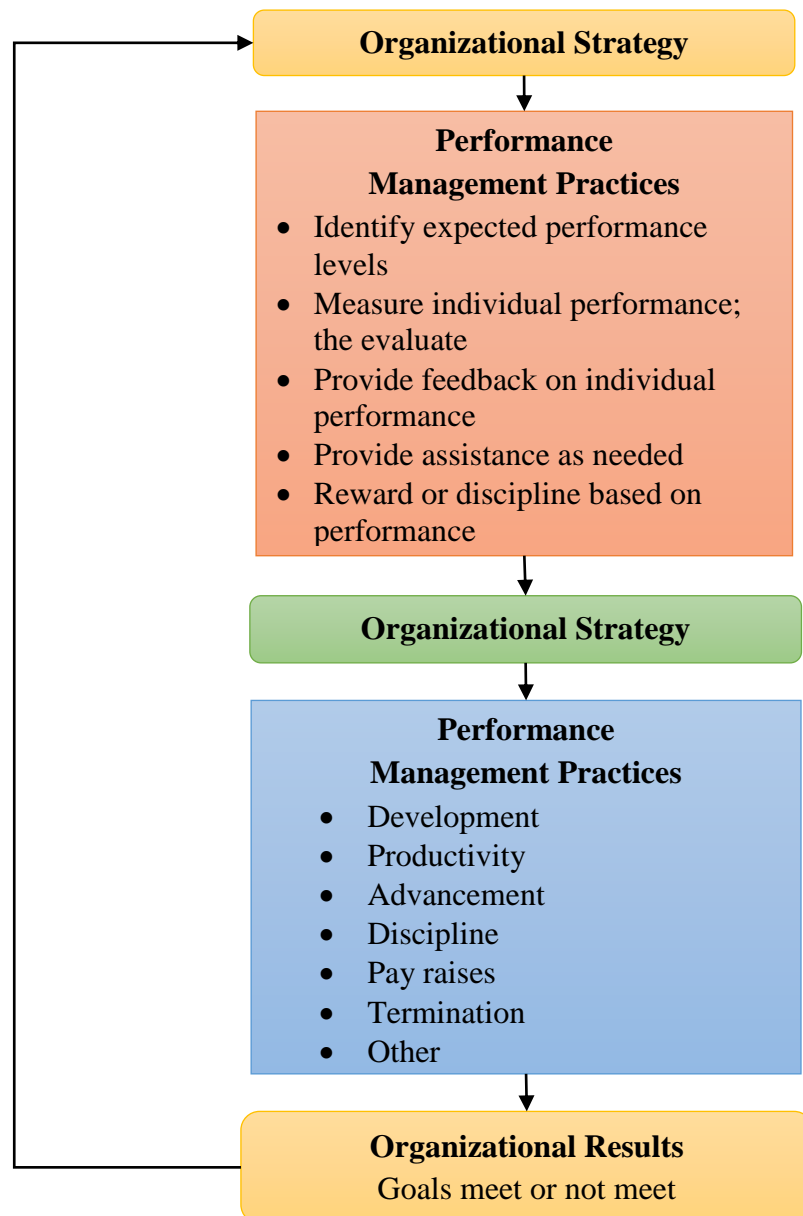 Organizational Strategy
Performance
Management Practices
• Identify expected performance
levels
• Measure individual performance;
the evaluate
• Provide feedback on individual
performance
• Provide assistance as needed
• Reward or discipline based on
performance
Organizational Strategy
Performance
Management Practices
• Development
• Productivity
• Advancement
• Discipline
• Pay raises
• Termination
• Other
Organizational Results
Goals meet or not meet